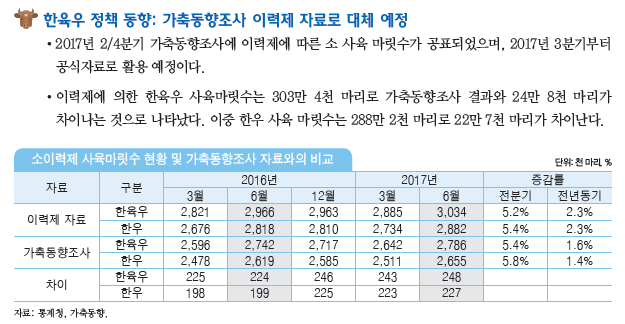 한육우 정책 동향: 가축동향조사 이력제 자료로 대체 예정
• 2017년 2/4분기 가축동향조사에 이력제에 따른 소 사육 마릿수가 공표되었으며, 2017년 3분기부터
공식자료로 활용 예정이다.
• 이력제에 의한 한육우 사육마릿수는 303만 4천 마리로 가축동향조사 결과와 24만 8천 마리가
차이나는 것으로 나타났다. 이중 한우 사육 마릿수는 288만 2천 마리로 22만 7천 마리가 차이난다.
소이력제 사육마릿수 현황 및 가축동향조사 자료와의 비교
단위: 천 마리, %
자료 구분 2016년 2017년 증감률
3월 6월 12월 3월 6월 전분기 전년동기
이력제 자료 한육우 2,821 2,966 2,963 2,885 3,034 5.2% 2.3%
한우 2,676 2,818 2,810 2,734 2,882 5.4% 2.3%
가축동향조사 한육우 2,596 2,742 2,717 2,642 2,786 5.4% 1.6%
한우 2,478 2,619 2,585 2,511 2,655 5.8% 1.4%
차이 한육우 225 224 246 243 248
한우 198 199 225 223 227
자료: 통계청, 가축동향.